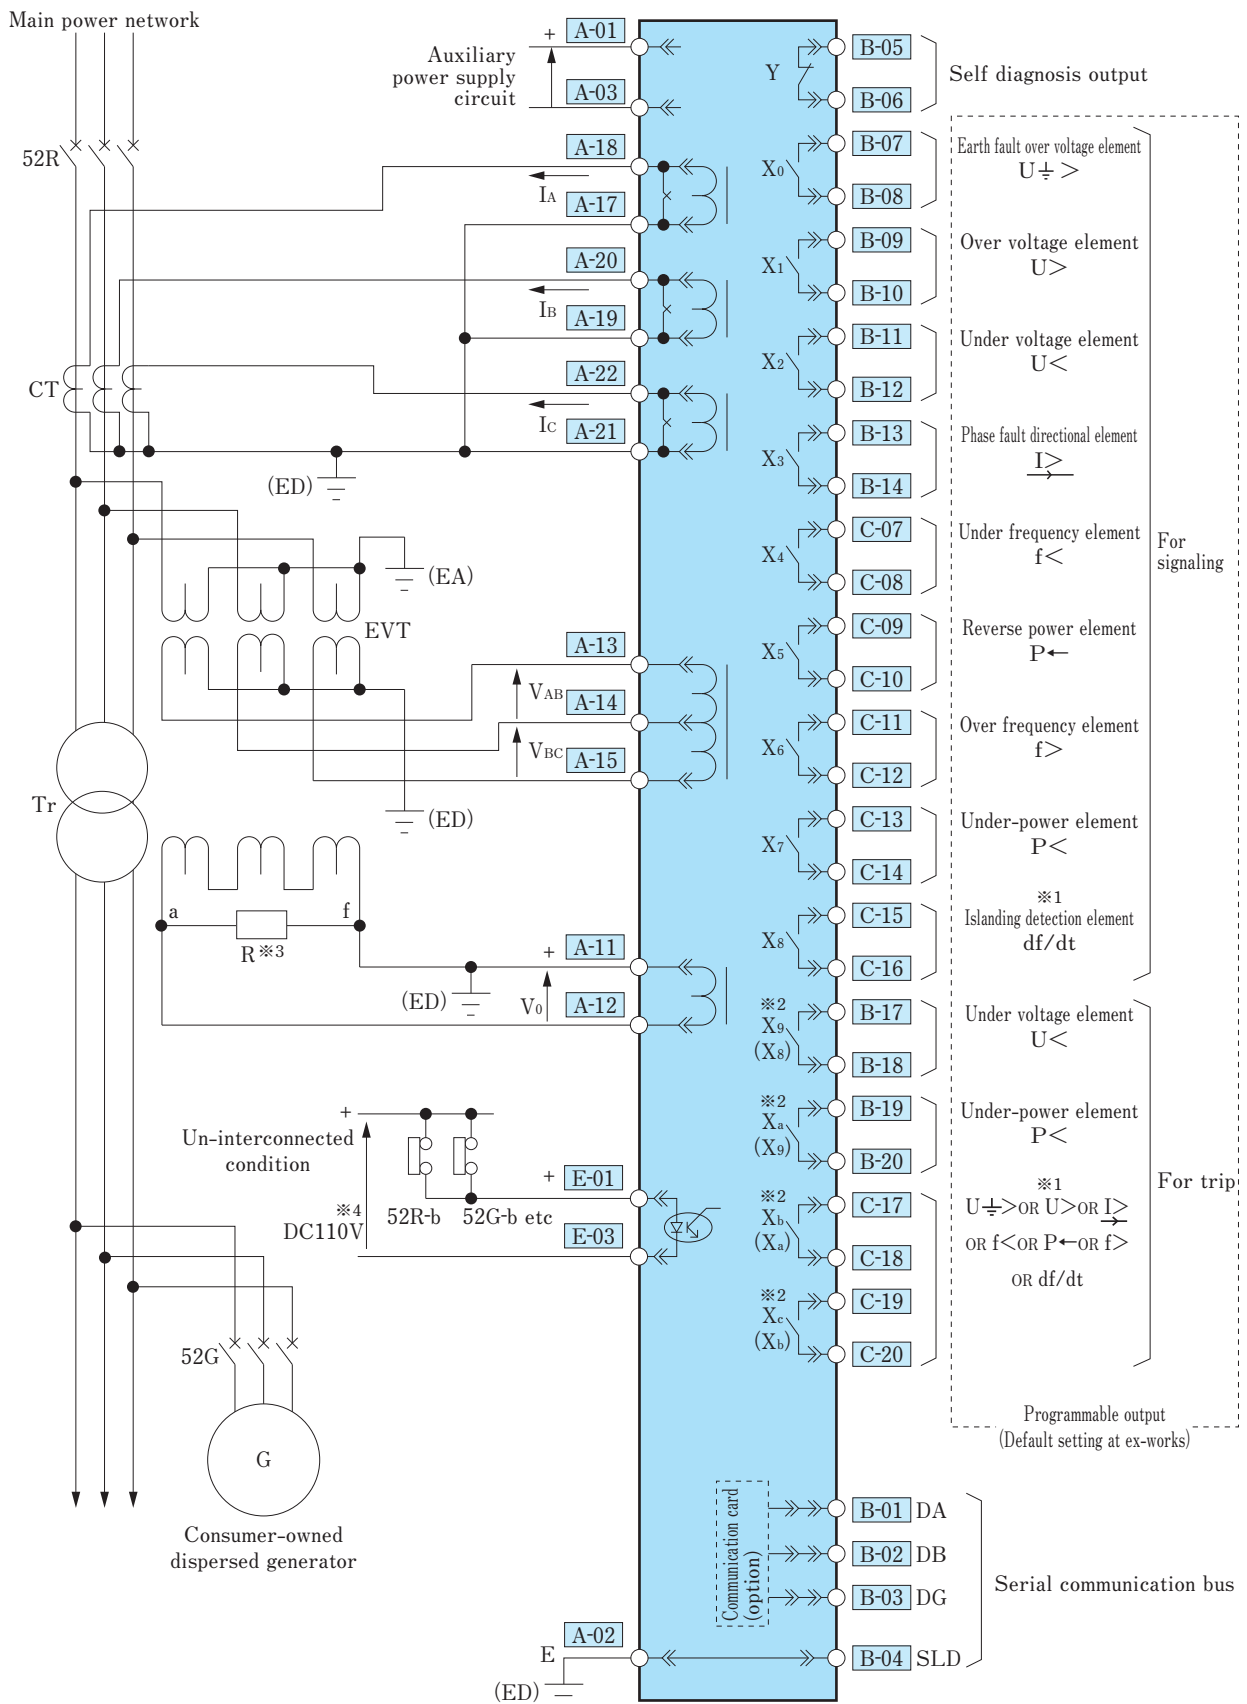 Main power network
52R
CT
Auxiliary
power supply
circuit
+
A-01
A-03
A-18
IA
A-17
A-20
IB
A-19
A-22
IC
A-21
(ED)
(EA)
EVT
A-13
VAB
A-14
VBC
A-15
(ED)
Tr
a
f
R※3
+
A-11
(ED)
V0
A-12
+
Un-interconnected
condition
※4
DC110V
52R-b
52G-b etc
+
E-01
E-03
52G
G
Consumer-owned
dispersed generator
E
A-02
(ED)
Y
B-05
B-06
Self diagnosis output
X0
B-07
B-08
Earth fault over voltage element
U⏚>
X1
B-09
B-10
Over voltage element
U>
X2
B-11
B-12
Under voltage element
U<
X3
B-13
B-14
Phase fault directional element
I>
X4
C-07
C-08
Under frequency element
f<
For
signaling
X5
C-09
C-10
Reverse power element
P←
X6
C-11
C-12
Over frequency element
f>
X7
C-13
C-14
Under-power element
P<
X8
C-15
C-16
※1
Islanding detection element
df/dt
※2
X9
(X8)
B-17
B-18
Under voltage element
U<
※2
Xa
(X9)
B-19
B-20
Under-power element
P<
For trip
※2
Xb
(Xa)
C-17
C-18
※1
U⏚>OR U>OR I>
OR f<OR P←OR f>
OR df/dt
※2
Xc
(Xb)
C-19
C-20
Programmable output
(Default setting at ex-works)
Communication card
(option)
B-01 DA
B-02 DB
B-03 DG
B-04 SLD
Serial communication bus